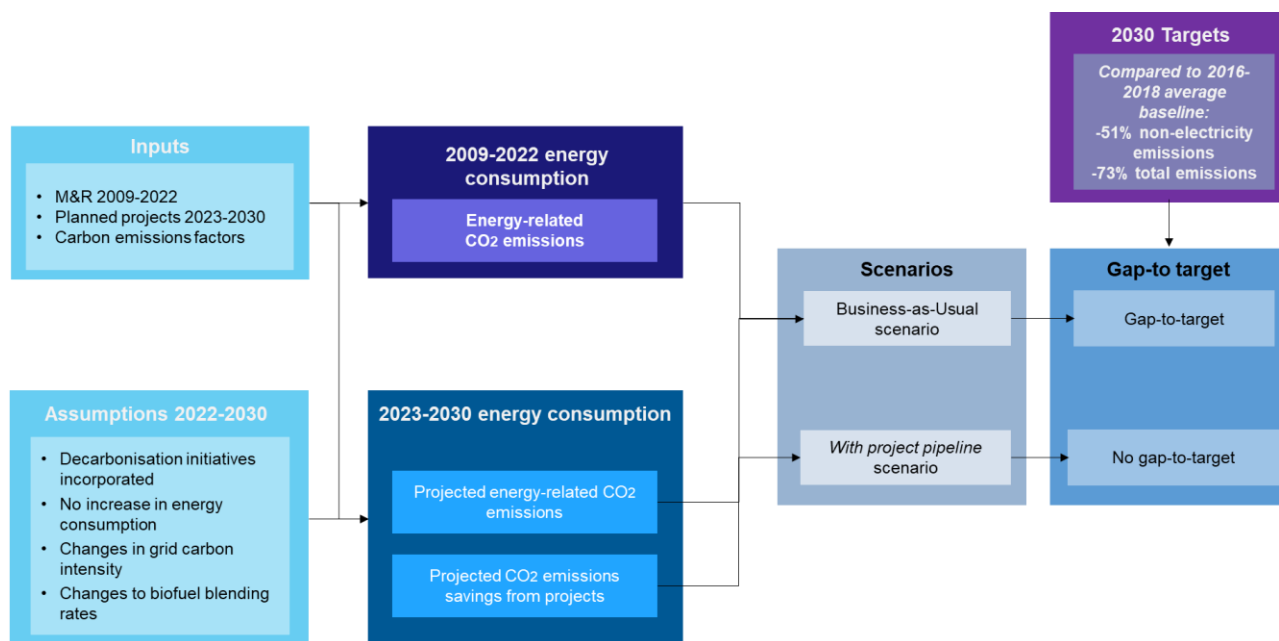 Inputs
• M&R 2009-2022
• Planned projects 2023-2030
• Carbon emissions factors
Assumptions 2022-2030
• Decarbonisation initiatives
incorporated
• No increase in energy
consumption
• Changes in grid carbon
intensity
• Changes to biofuel blending
rates
2009-2022 energy
consumption
Energy-related
CO2 emissions
2023-2030 energy consumption
Projected energy-related CO2
emissions
Projected CO2 emissions
savings from projects
Scenarios
Business-as-Usual
scenario
With project pipeline
scenario
2030 Targets
Compared to 2016-
2018 average
baseline:
-51% non-electricity
emissions
-73% total emissions
Gap-to target
Gap-to-target
No gap-to-target